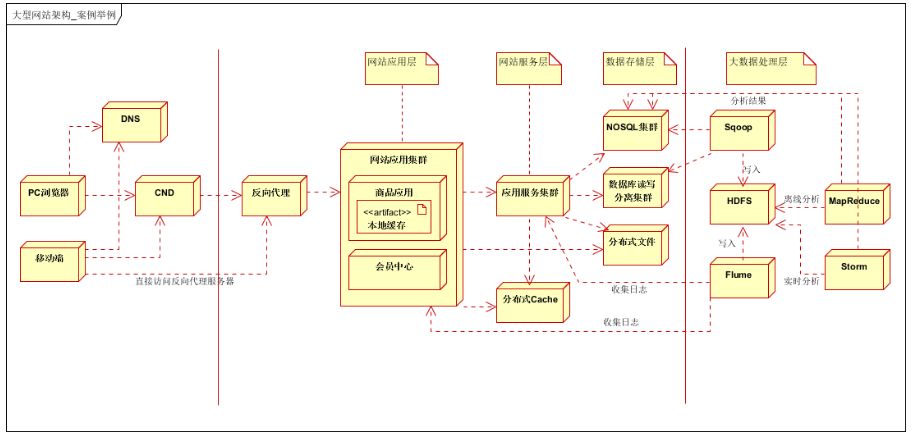 大型网站架构_案例举例
网站应用层
网站服务层
数据存储层
大数据处理层
分析结果
DNS
NOSQL集群
Sqoop
网站应用集群
PC浏览器
CND
反向代理
商品应用
<<artifact>>
本地缓存
应用服务集群
数据库读写
分离集群
写入
HDFS
离线分析
MapReduce
移动端
分布式文件
写入
会员中心
Flume
Storm
直接访问反向代理服务器
实时分析
收集日志
分布式Cache
收集日志